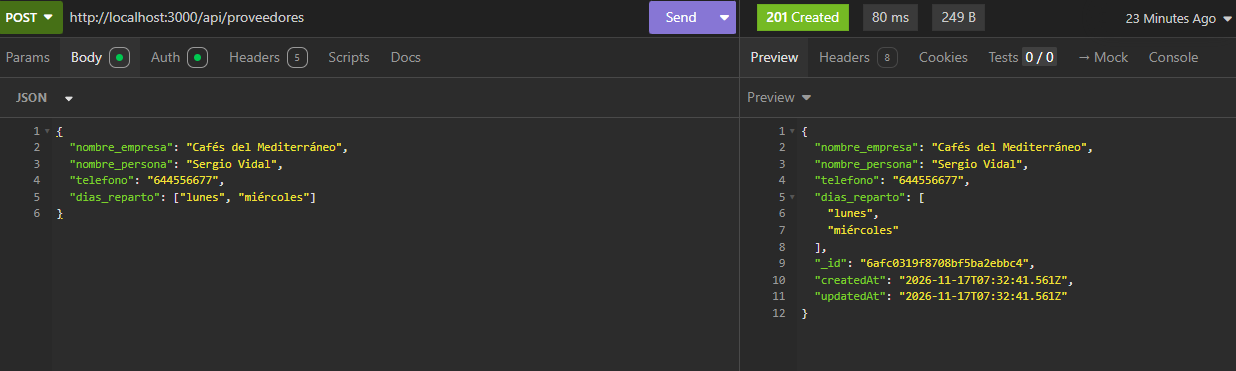 POST http://localhost:3000/api/proveedores Send 201 Created 80 ms 249 B 23 Minutes Ago
Params Body Auth Headers 5 Scripts Docs Preview Headers 8 Cookies Tests 0 / 0 → Mock Console
JSON Preview
1 {
2 "nombre_empresa": "Cafés del Mediterráneo",
3 "nombre_persona": "Sergio Vidal",
4 "telefono": "644556677",
5 "dias_reparto": ["lunes", "miércoles"]
6 }
1 {
2 "nombre_empresa": "Cafés del Mediterráneo",
3 "nombre_persona": "Sergio Vidal",
4 "telefono": "644556677",
5 "dias_reparto": [
6 "lunes",
7 "miércoles"
8 ],
9 "_id": "6afc0319f8708bf5ba2ebbc4",
10 "createdAt": "2026-11-17T07:32:41.561Z",
11 "updatedAt": "2026-11-17T07:32:41.561Z"
12 }